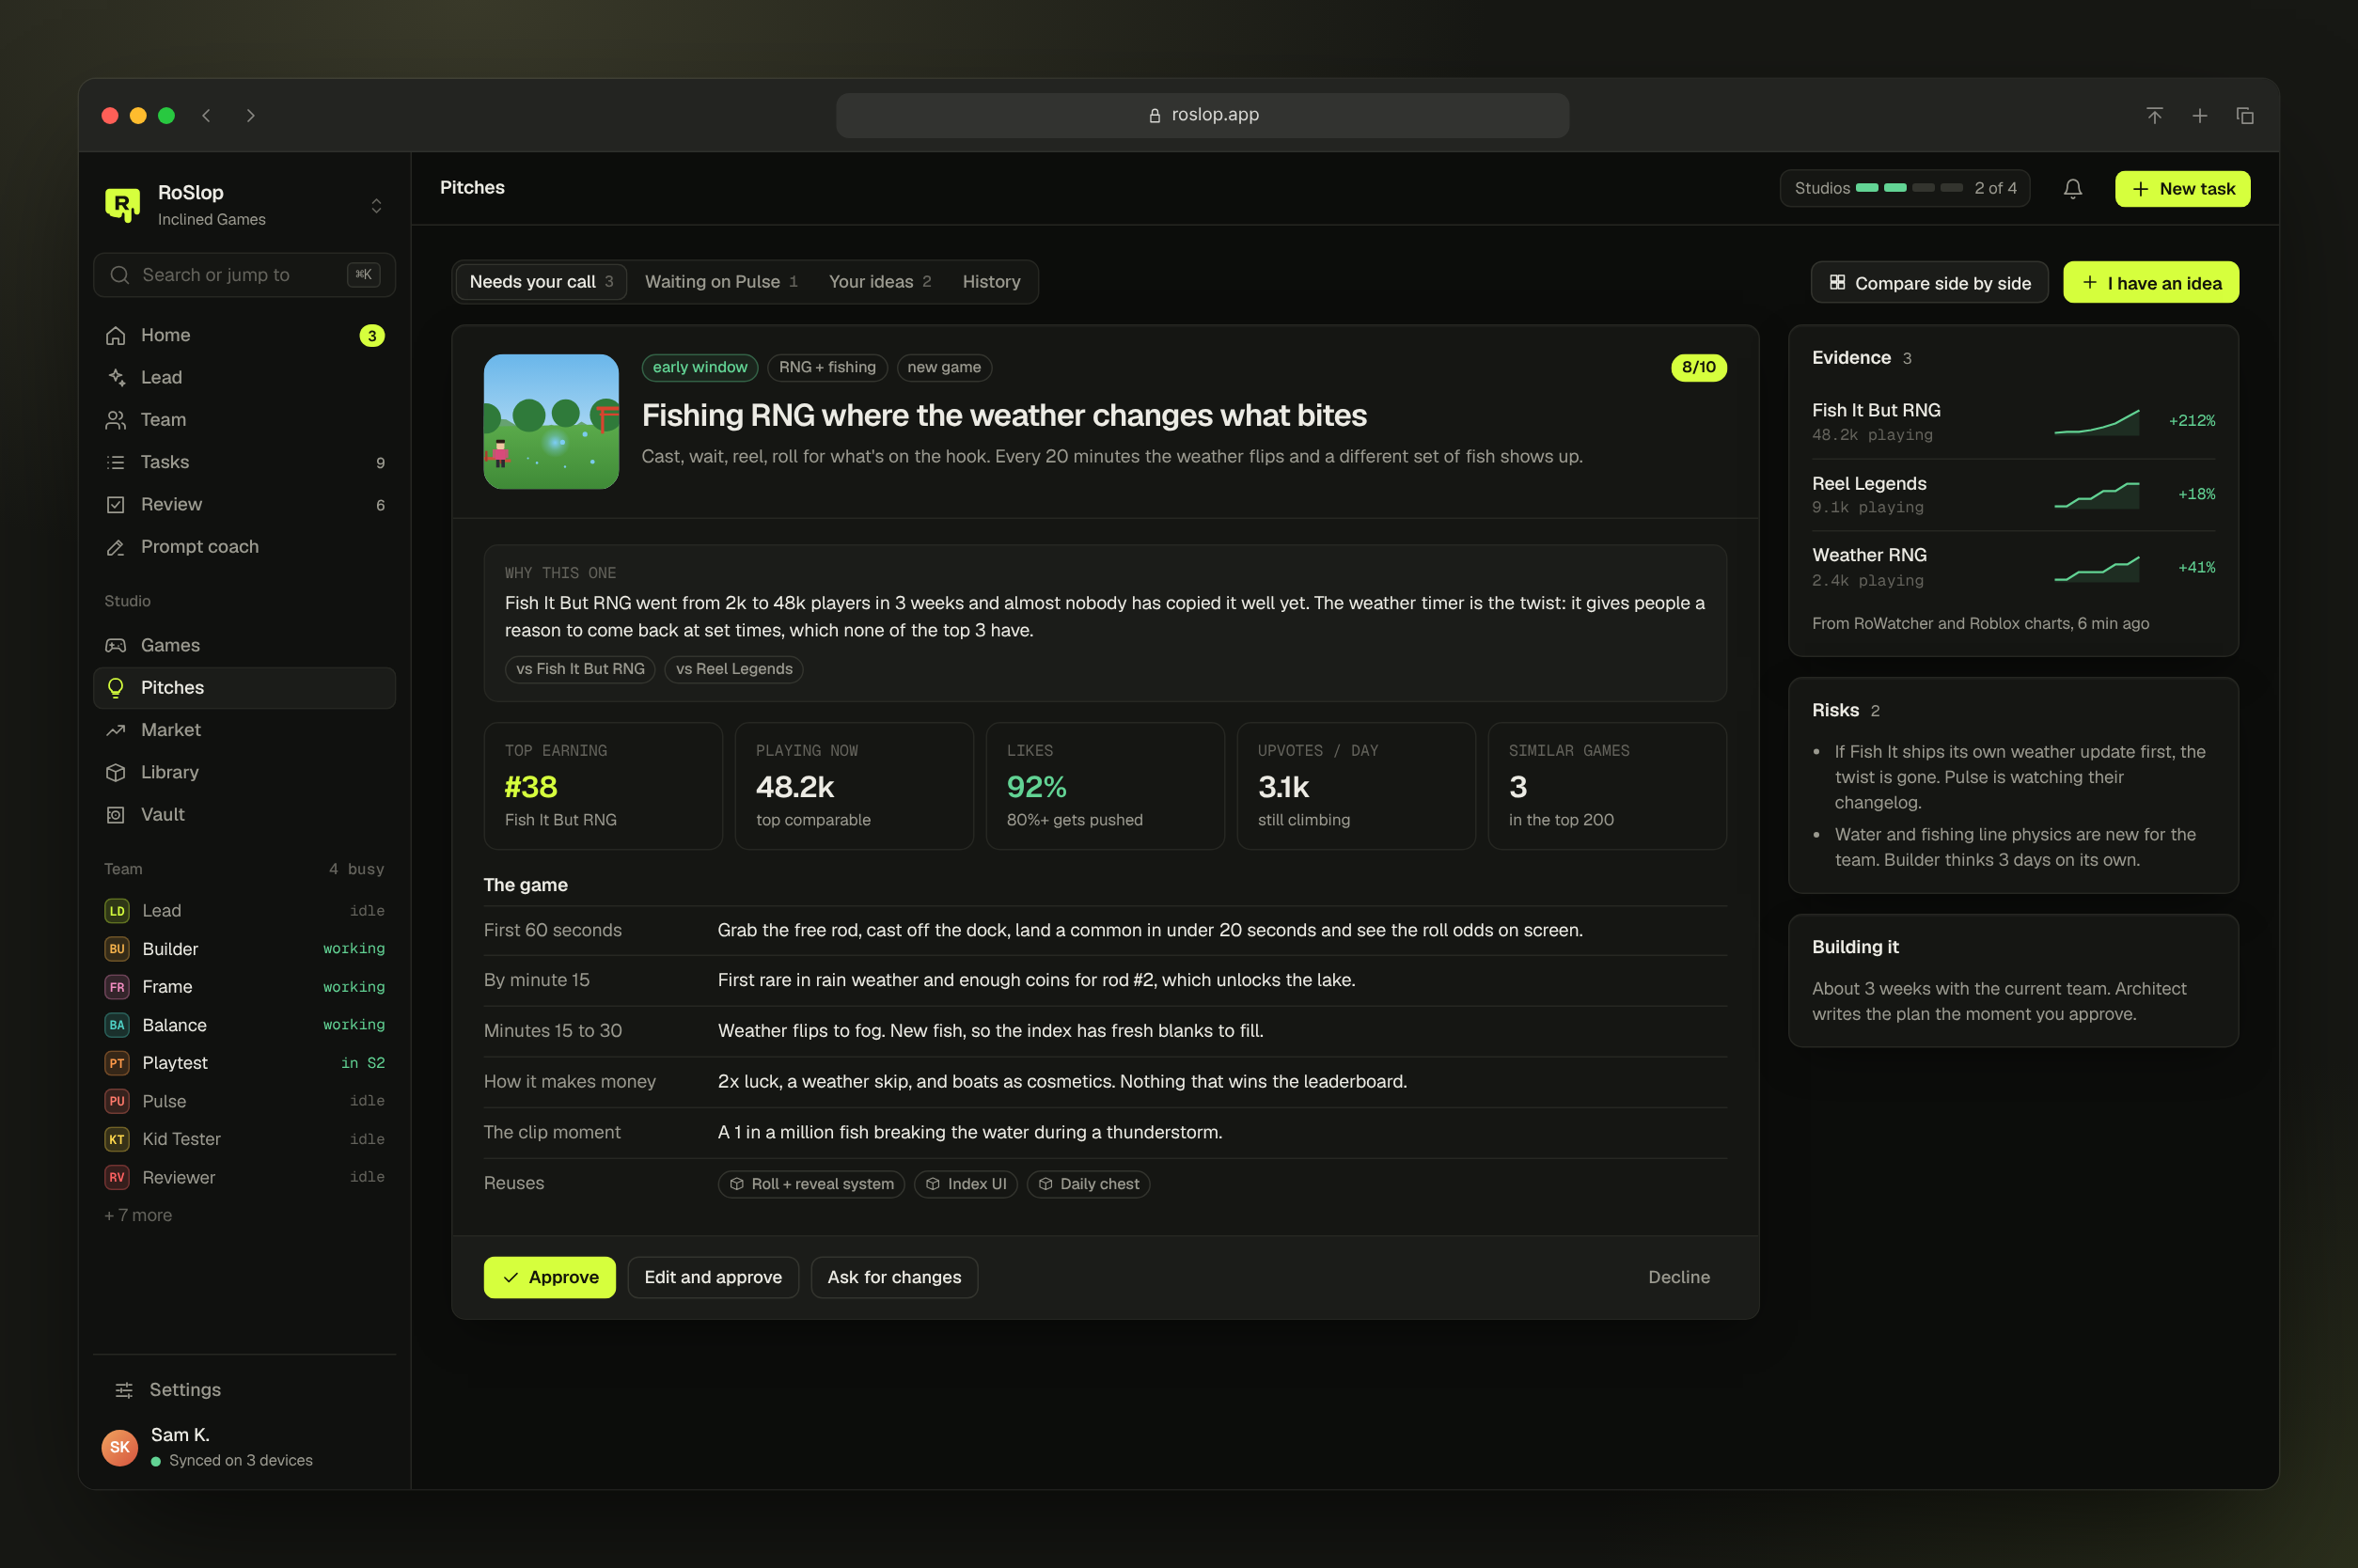 roslop.app
RoSlop
Inclined Games
Search or jump to ⌘K
Home 3
Lead
Team
Tasks 9
Review 6
Prompt coach
Studio
Games
Pitches
Market
Library
Vault
Team 4 busy
LD Lead idle
BU Builder working
FR Frame working
BA Balance working
PT Playtest in S2
PU Pulse idle
KT Kid Tester idle
RV Reviewer idle
+ 7 more
Settings
SK Sam K.
Synced on 3 devices
Pitches
Studios 2 of 4
+ New task
Needs your call 3 Waiting on Pulse 1 Your ideas 2 History
Compare side by side + I have an idea
early window RNG + fishing new game 8/10
Fishing RNG where the weather changes what bites
Cast, wait, reel, roll for what's on the hook. Every 20 minutes the weather flips and a different set of fish shows up.
WHY THIS ONE
Fish It But RNG went from 2k to 48k players in 3 weeks and almost nobody has copied it well yet. The weather timer is the twist: it gives people a
reason to come back at set times, which none of the top 3 have.
vs Fish It But RNG vs Reel Legends
TOP EARNING
#38
Fish It But RNG
PLAYING NOW
48.2k
top comparable
LIKES
92%
80%+ gets pushed
UPVOTES / DAY
3.1k
still climbing
SIMILAR GAMES
3
in the top 200
The game
First 60 seconds Grab the free rod, cast off the dock, land a common in under 20 seconds and see the roll odds on screen.
By minute 15 First rare in rain weather and enough coins for rod #2, which unlocks the lake.
Minutes 15 to 30 Weather flips to fog. New fish, so the index has fresh blanks to fill.
How it makes money 2x luck, a weather skip, and boats as cosmetics. Nothing that wins the leaderboard.
The clip moment A 1 in a million fish breaking the water during a thunderstorm.
Reuses Roll + reveal system Index UI Daily chest
Approve Edit and approve Ask for changes Decline
Evidence 3
Fish It But RNG
48.2k playing
+212%
Reel Legends
9.1k playing
+18%
Weather RNG
2.4k playing
+41%
From RoWatcher and Roblox charts, 6 min ago
Risks 2
• If Fish It ships its own weather update first, the
twist is gone. Pulse is watching their
changelog.
• Water and fishing line physics are new for the
team. Builder thinks 3 days on its own.
Building it
About 3 weeks with the current team. Architect
writes the plan the moment you approve.